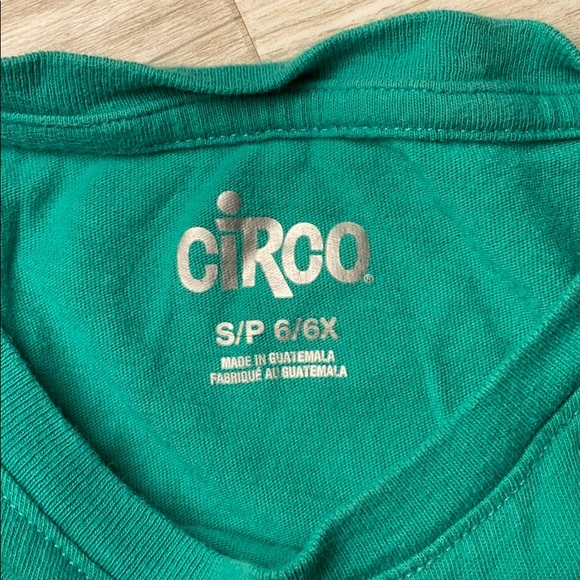 CiRCO®
S/P 6/6X
MADE IN GUATEMALA
FABRIQUÉ AU GUATEMALA